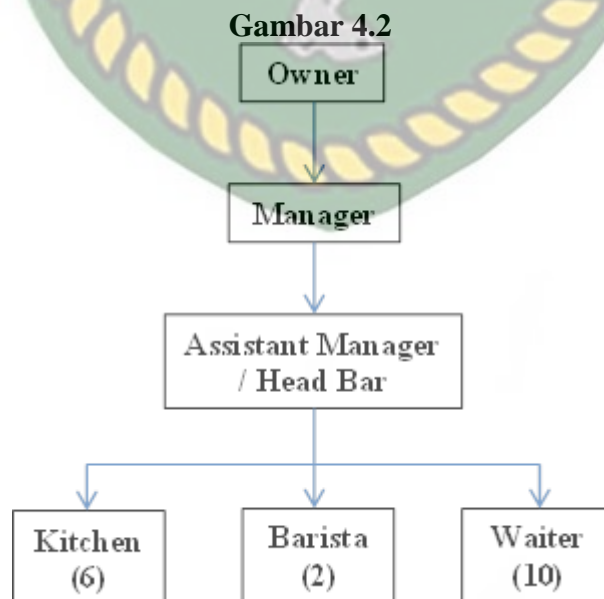 Gambar 4.2
Owner
Manager
Assistant Manager
/ Head Bar
Kitchen
(6)
Barista
(2)
Waiter
(10)